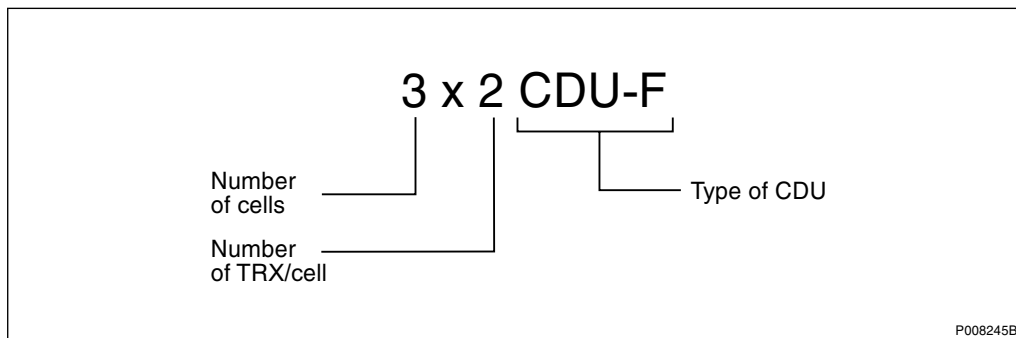 3 x 2 CDU-F
Number
of cells
Type of CDU
Number
of TRX/cell
P008245B